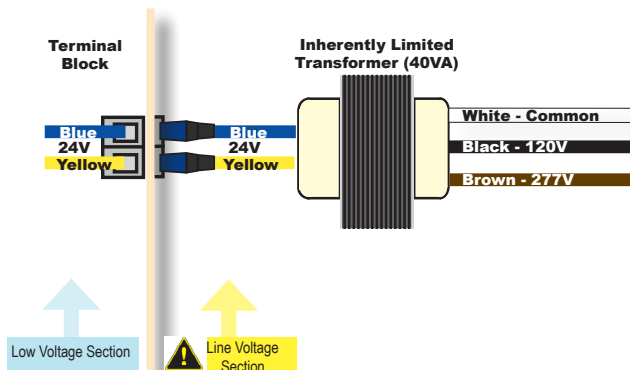 Terminal
Block
Inherently Limited
Transformer (40VA)
Blue
24V
Yellow
Blue
24V
Yellow
White - Common
Black - 120V
Brown - 277V
Low Voltage Section
Line Voltage
Section